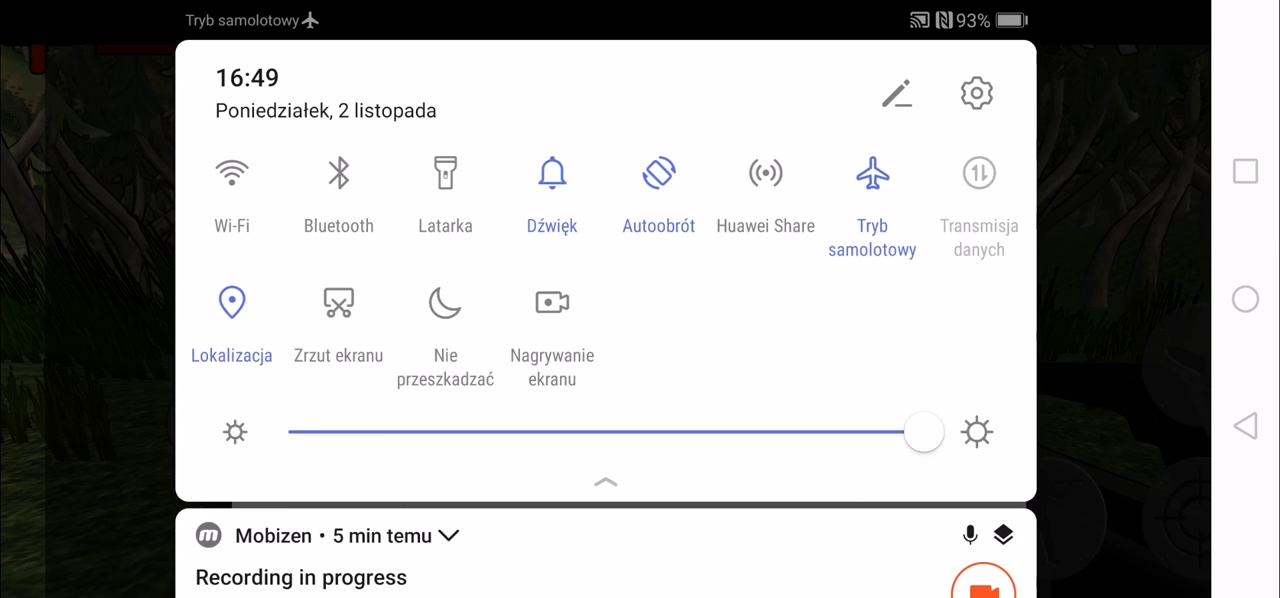 Tryb samolotowy 93%
16:49
Poniedziałek, 2 listopada
Wi-Fi Bluetooth Latarka Dźwięk Autoobrót Huawei Share Tryb samolotowy Transmisja danych
Lokalizacja Zrzut ekranu Nie przeszkadzać Nagrywanie ekranu
Mobizen • 5 min temu
Recording in progress